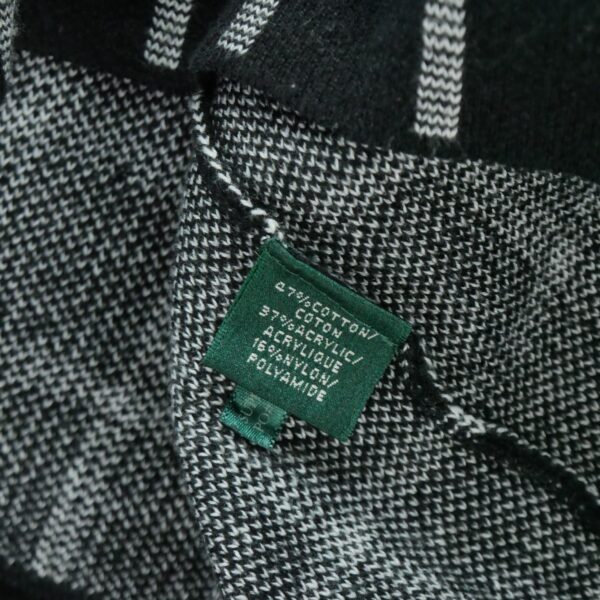 47%COTTON/
COTON
37%ACRYLIC/
ACRYLIQUE
16%NYLON/
POLYAMIDE